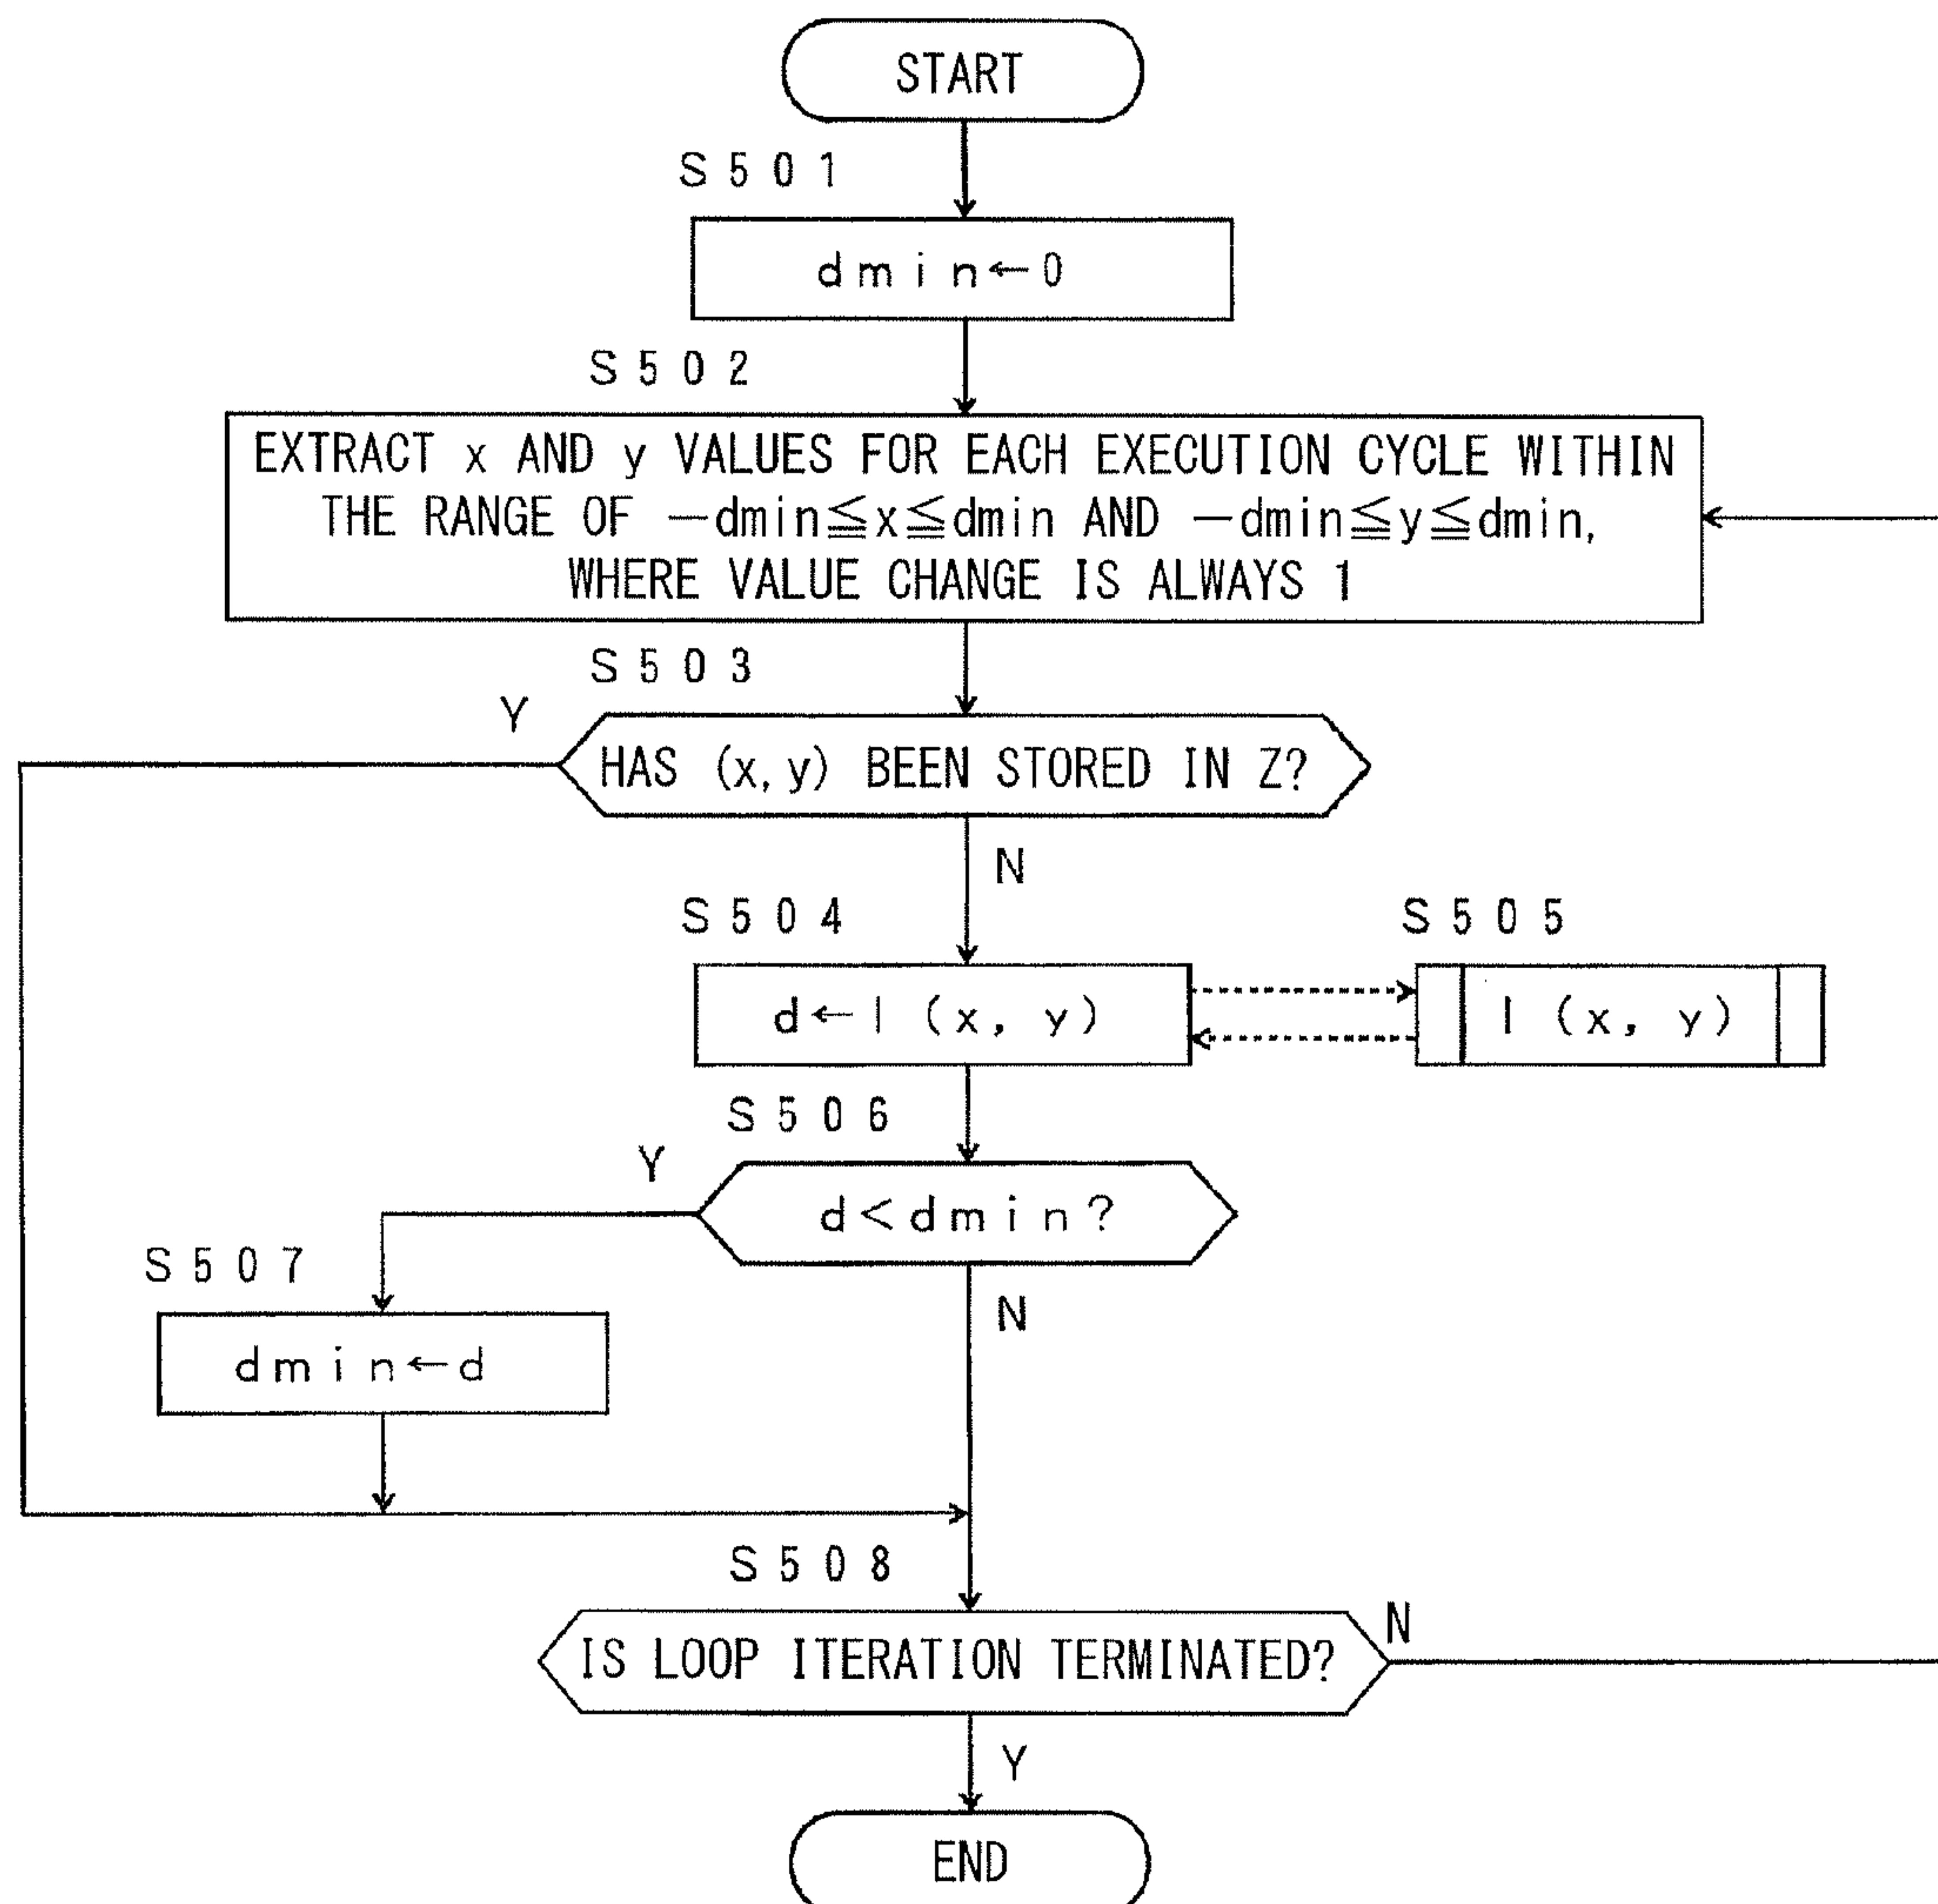 START
S501
dmin←0
S502
EXTRACT x AND y VALUES FOR EACH EXECUTION CYCLE WITHIN
THE RANGE OF −dmin≦x≦dmin AND −dmin≦y≦dmin,
WHERE VALUE CHANGE IS ALWAYS 1
S503
Y
HAS (x, y) BEEN STORED IN Z?
N
S504
S505
d←l (x, y)
l (x, y)
S506
Y
d<dmin?
S507
N
dmin←d
S508
N
IS LOOP ITERATION TERMINATED?
Y
END